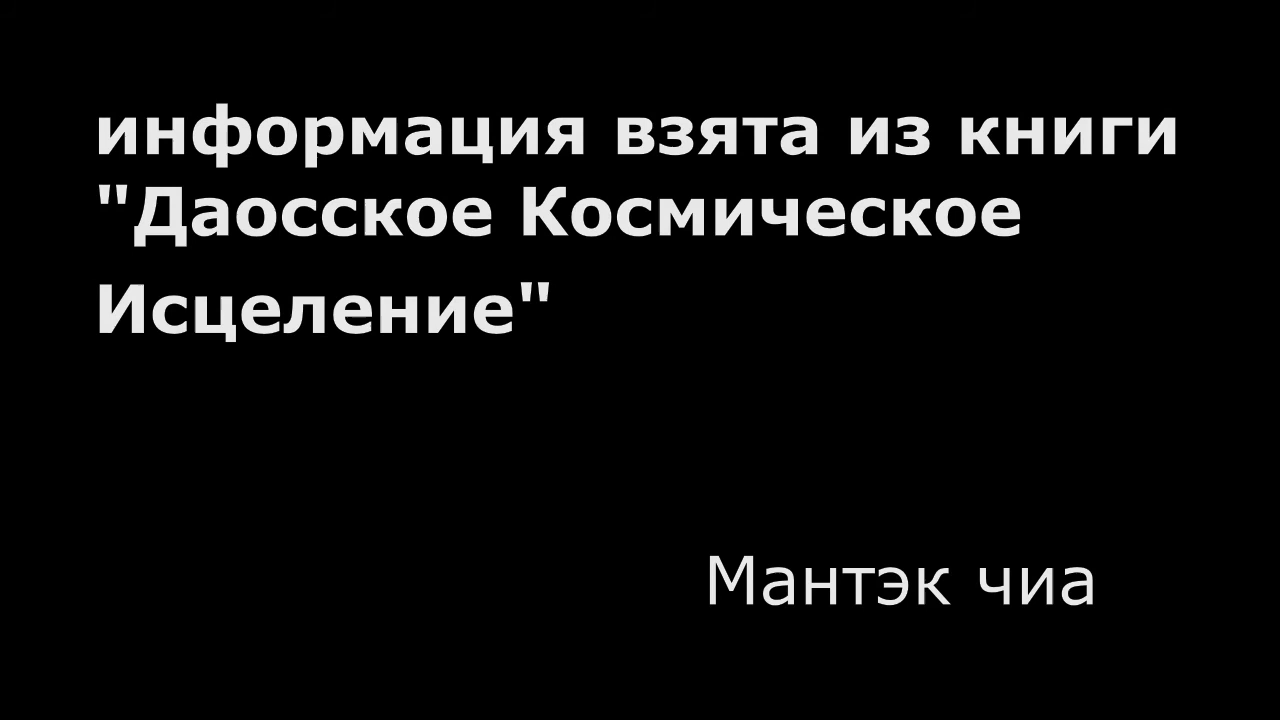 информация взята из книги
"Даосское Космическое
Исцеление"
Мантэк чиа